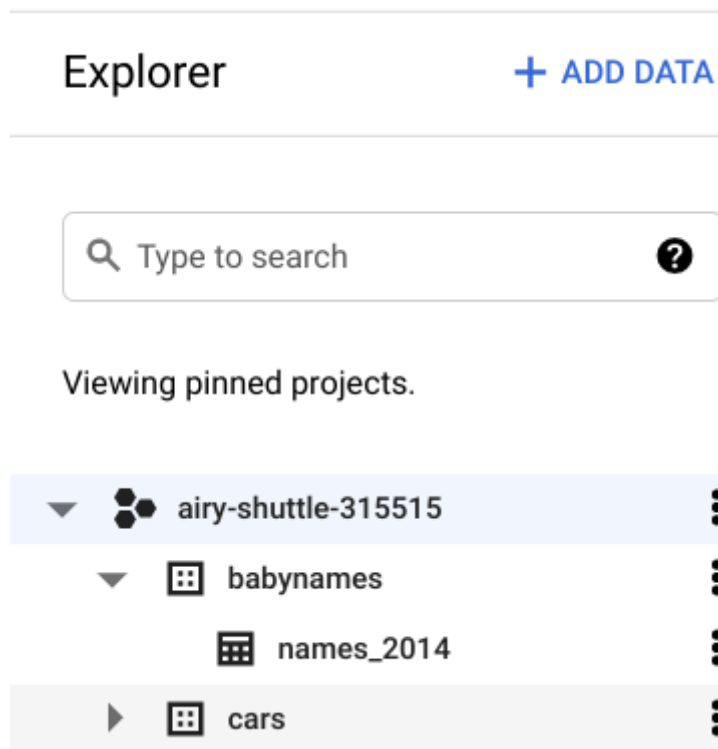 Explorer + ADD DATA
Type to search
Viewing pinned projects.
airy-shuttle-315515
babynames
names_2014
cars